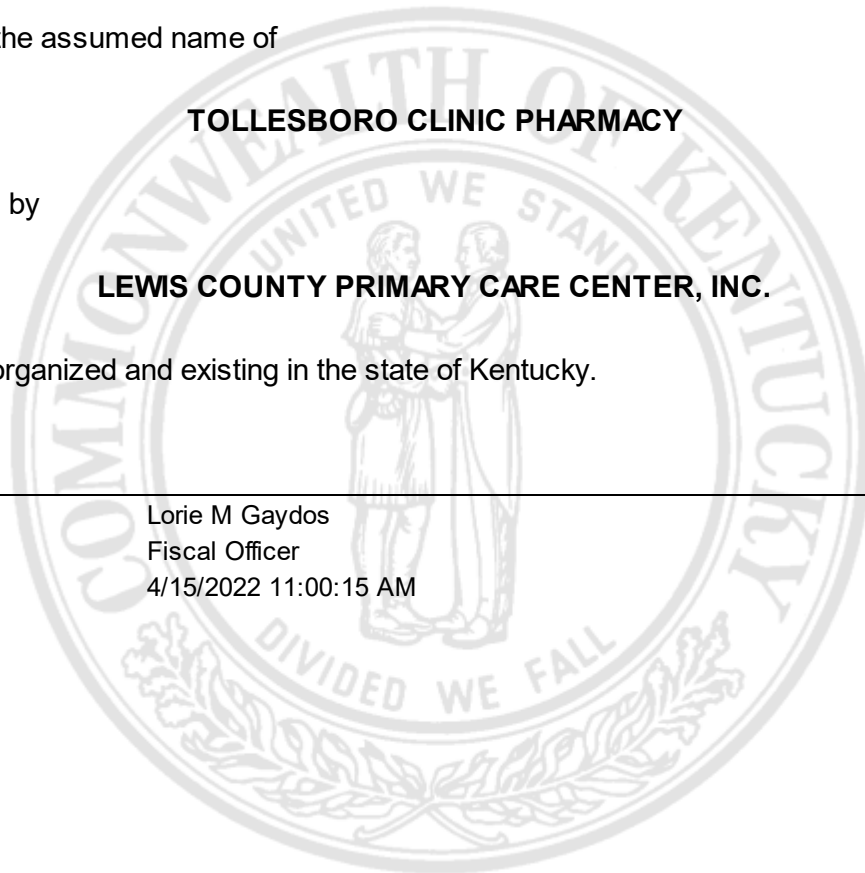 the assumed name of
TOLLESBORO CLINIC PHARMACY
by
LEWIS COUNTY PRIMARY CARE CENTER, INC.
organized and existing in the state of Kentucky.
Lorie M Gaydos
Fiscal Officer
4/15/2022 11:00:15 AM
COMMONWEALTH OF KENTUCKY
UNITED WE STAND
DIVIDED WE FALL